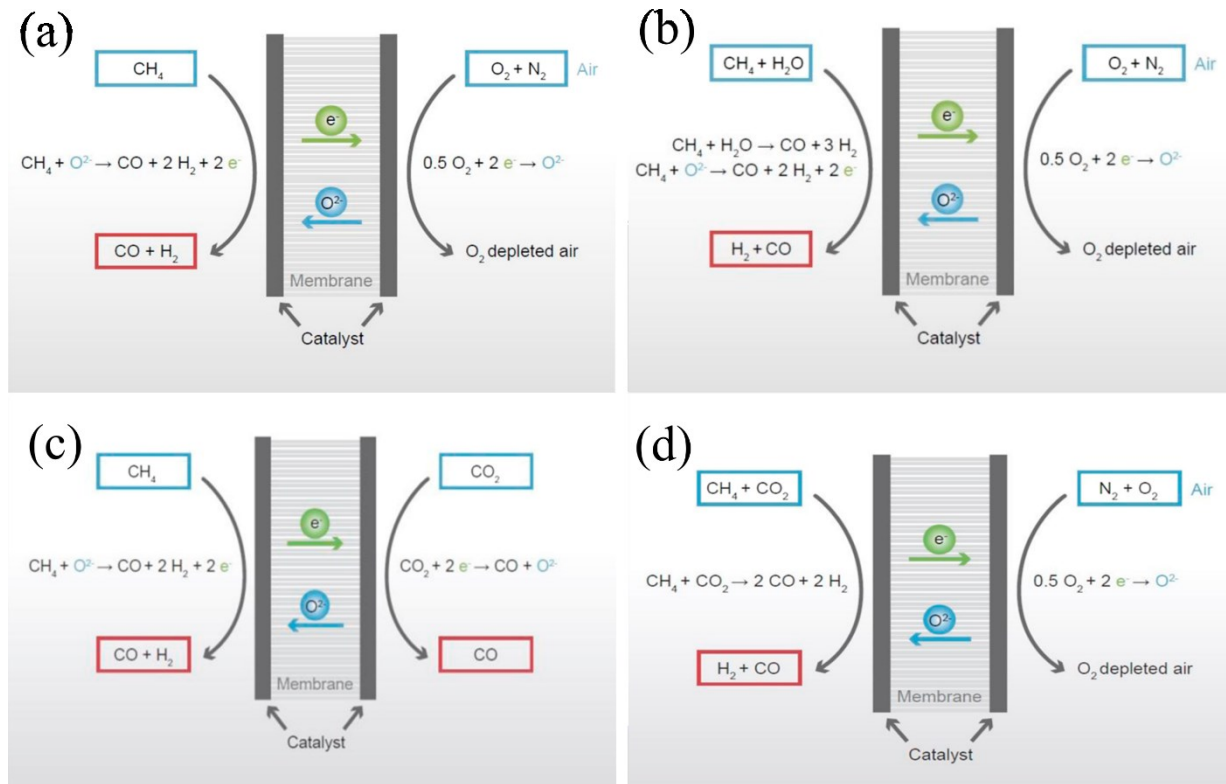 (a)
CH₄
O₂ + N₂ Air
e⁻
CH₄ + O²⁻ → CO + 2 H₂ + 2 e⁻
0.5 O₂ + 2 e⁻ → O²⁻
O²⁻
CO + H₂
O₂ depleted air
Membrane
Catalyst
(b)
CH₄ + H₂O
O₂ + N₂ Air
e⁻
CH₄ + H₂O → CO + 3 H₂
CH₄ + O²⁻ → CO + 2 H₂ + 2 e⁻
0.5 O₂ + 2 e⁻ → O²⁻
O²⁻
H₂ + CO
O₂ depleted air
Membrane
Catalyst
(c)
CH₄
CO₂
e⁻
CH₄ + O²⁻ → CO + 2 H₂ + 2 e⁻
CO₂ + 2 e⁻ → CO + O²⁻
O²⁻
CO + H₂
CO
Membrane
Catalyst
(d)
CH₄ + CO₂
N₂ + O₂ Air
e⁻
CH₄ + CO₂ → 2 CO + 2 H₂
0.5 O₂ + 2 e⁻ → O²⁻
O²⁻
H₂ + CO
O₂ depleted air
Membrane
Catalyst